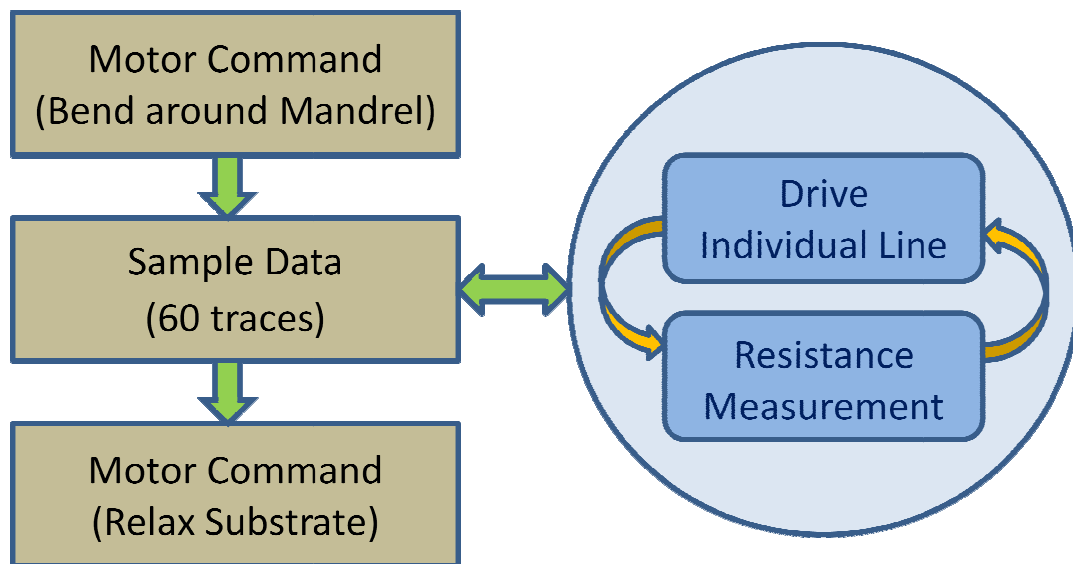 Motor Command
(Bend around Mandrel)
Sample Data
(60 traces)
Motor Command
(Relax Substrate)
Drive
Individual Line
Resistance
Measurement